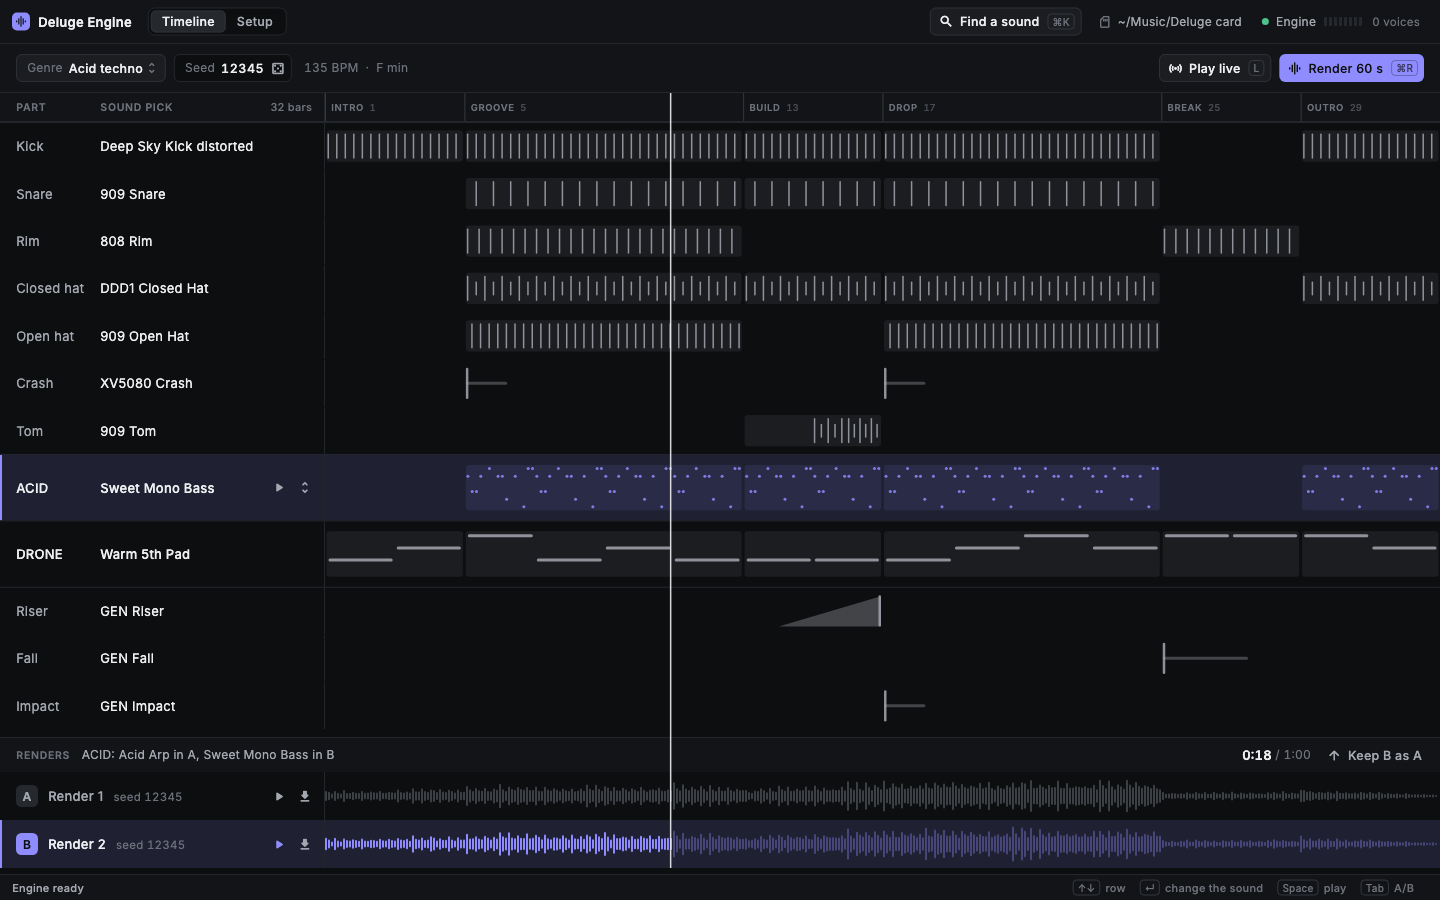 Deluge Engine Timeline Setup Find a sound ⌘K ~/Music/Deluge card Engine 0 voices
Genre Acid techno Seed 12345 135 BPM · F min Play live L Render 60 s ⌘R
PART SOUND PICK 32 bars INTRO 1 GROOVE 5 BUILD 13 DROP 17 BREAK 25 OUTRO 29
Kick Deep Sky Kick distorted
Snare 909 Snare
Rim 808 Rim
Closed hat DDD1 Closed Hat
Open hat 909 Open Hat
Crash XV5080 Crash
Tom 909 Tom
ACID Sweet Mono Bass
DRONE Warm 5th Pad
Riser GEN Riser
Fall GEN Fall
Impact GEN Impact
RENDERS ACID: Acid Arp in A, Sweet Mono Bass in B 0:18 / 1:00 ↑ Keep B as A
A Render 1 seed 12345
B Render 2 seed 12345
Engine ready ↑↓ row ↵ change the sound Space play Tab A/B